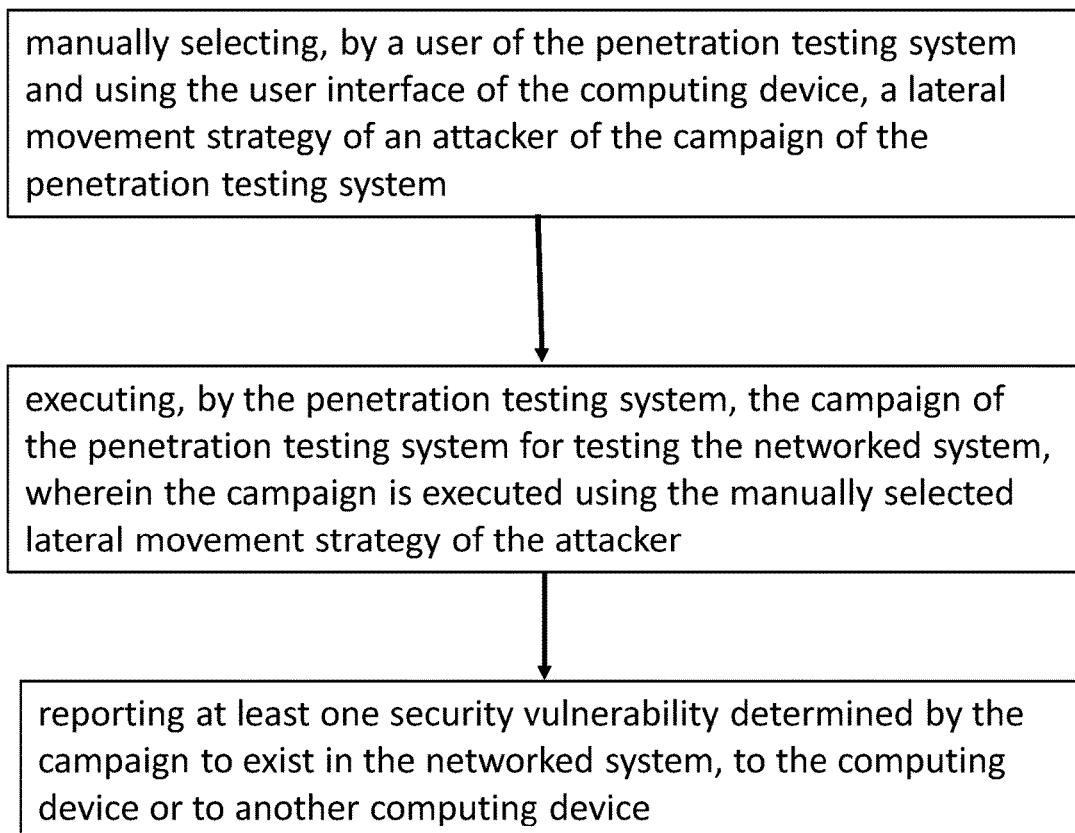 manually selecting, by a user of the penetration testing system
and using the user interface of the computing device, a lateral
movement strategy of an attacker of the campaign of the
penetration testing system
executing, by the penetration testing system, the campaign of
the penetration testing system for testing the networked system,
wherein the campaign is executed using the manually selected
lateral movement strategy of the attacker
reporting at least one security vulnerability determined by the
campaign to exist in the networked system, to the computing
device or to another computing device